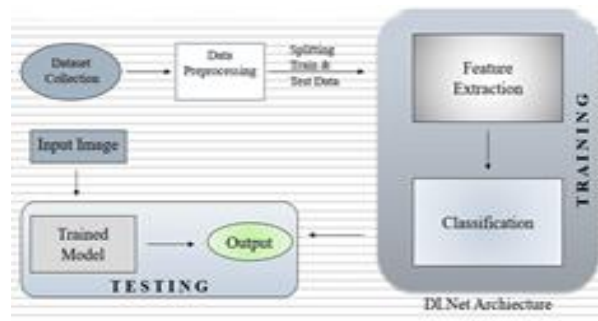 Dataset
Collection
Data
Preprocessing
Splitting
Train &
Test Data
Feature
Extraction
TRAINING
Input Image
Trained
Model
Output
Classification
TESTING
DLNet Archiecture